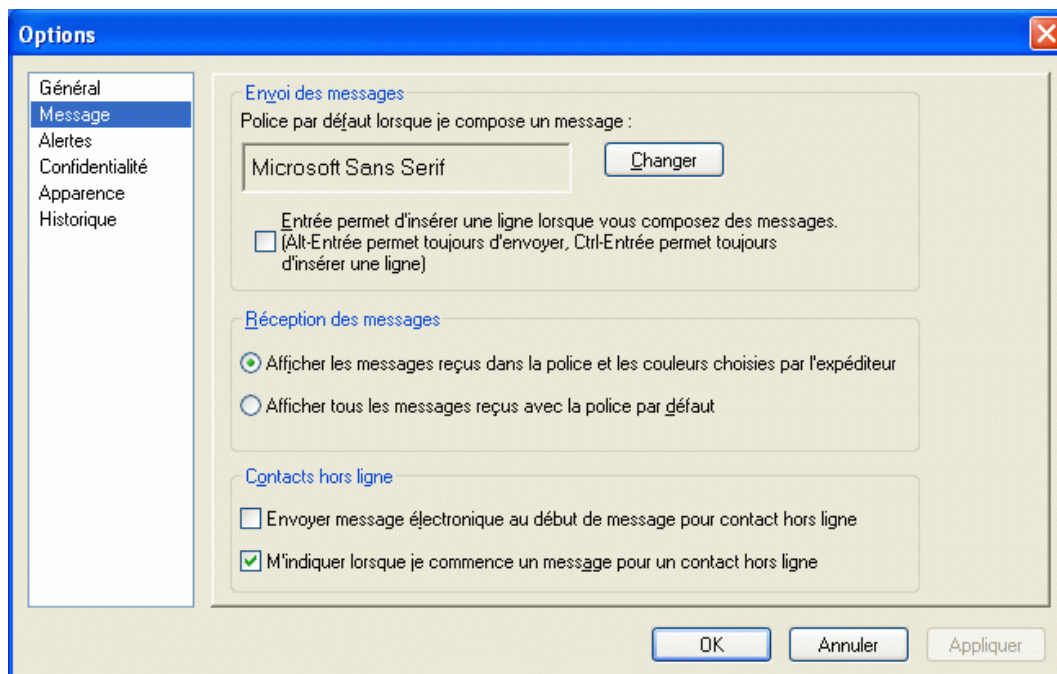 Options
Général
Message
Alertes
Confidentialité
Apparence
Historique
Envoi des messages
Police par défaut lorsque je compose un message :
Microsoft Sans Serif
Changer
Entrée permet d'insérer une ligne lorsque vous composez des messages.
(Alt-Entrée permet toujours d'envoyer, Ctrl-Entrée permet toujours
d'insérer une ligne)
Réception des messages
Afficher les messages reçus dans la police et les couleurs choisies par l'expéditeur
Afficher tous les messages reçus avec la police par défaut
Contacts hors ligne
Envoyer message électronique au début de message pour contact hors ligne
M'indiquer lorsque je commence un message pour un contact hors ligne
OK
Annuler
Appliquer